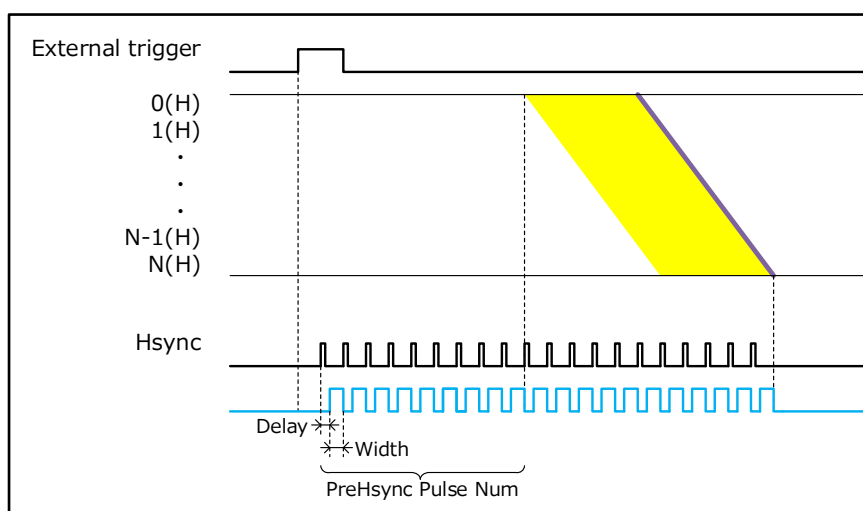 External trigger
0(H)
1(H)
·
·
·
N-1(H)
N(H)
Hsync
Delay
Width
PreHsync Pulse Num